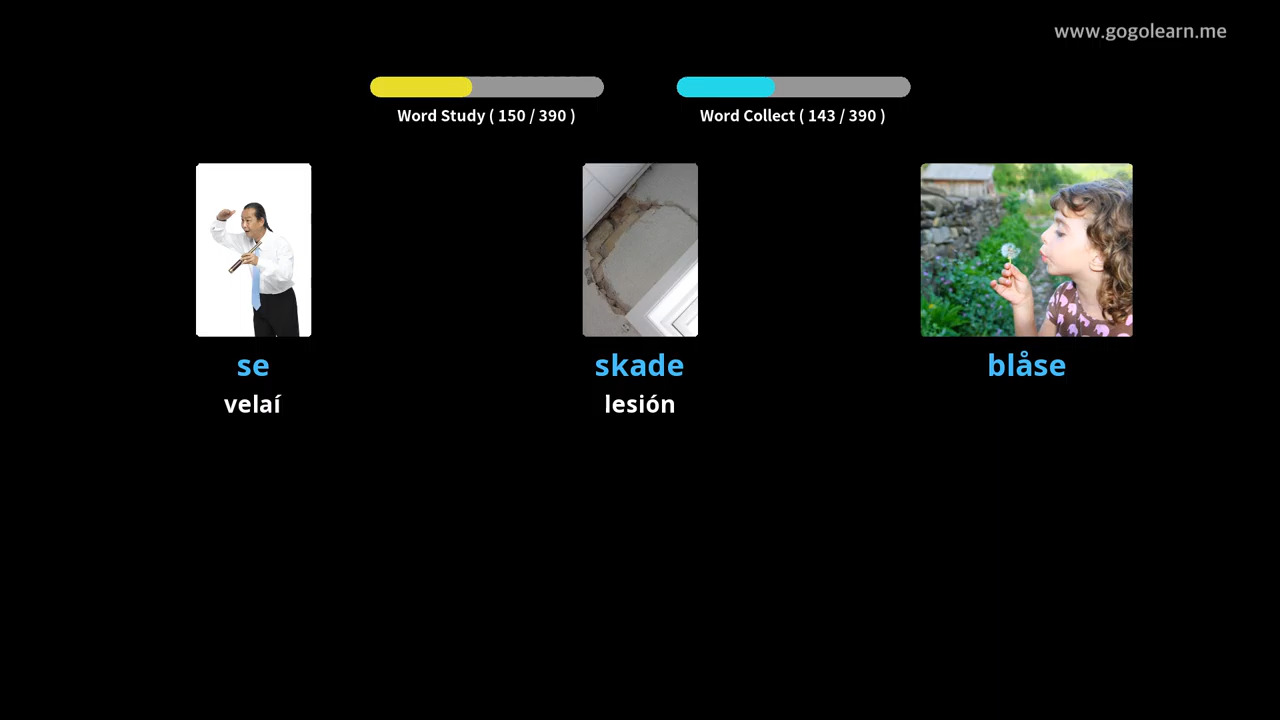 www.gogolearn.me
Word Study ( 150 / 390 )
Word Collect ( 143 / 390 )
se
skade
blåse
velaí
lesión